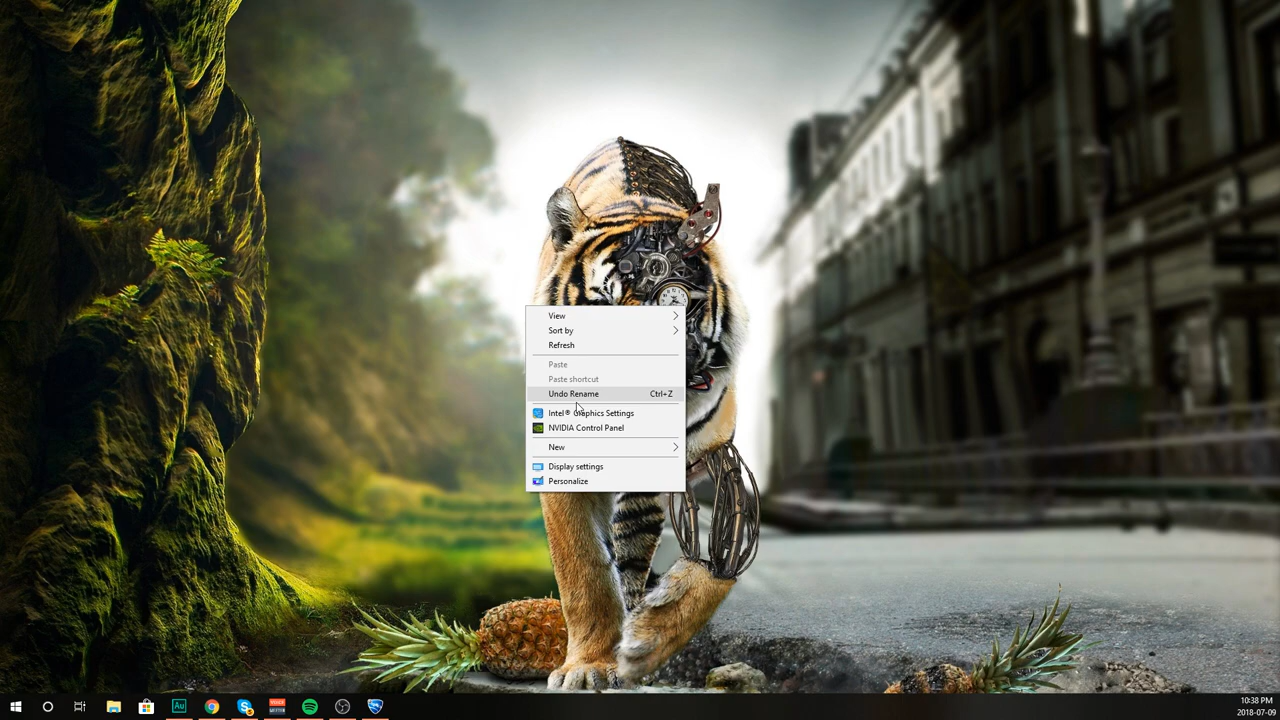 View
Sort by
Refresh
Paste
Paste shortcut
Undo Rename Ctrl+Z
Intel® Graphics Settings
NVIDIA Control Panel
New
Display settings
Personalize
Au
10:38 PM
2018-07-09